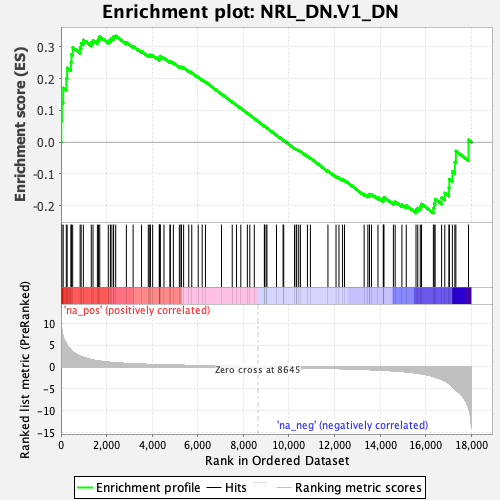 Enrichment plot: NRL_DN.V1_DN
Enrichment score (ES)
0.3
0.2
0.1
0.0
-0.1
-0.2
Ranked list metric (PreRanked)
10
5
0
-5
-10
-15
'na_pos' (positively correlated)
Zero cross at 8645
'na_neg' (negatively correlated)
0
2,000
4,000
6,000
8,000
10,000
12,000
14,000
16,000
18,000
Rank in Ordered Dataset
Enrichment profile
Hits
Ranking metric scores